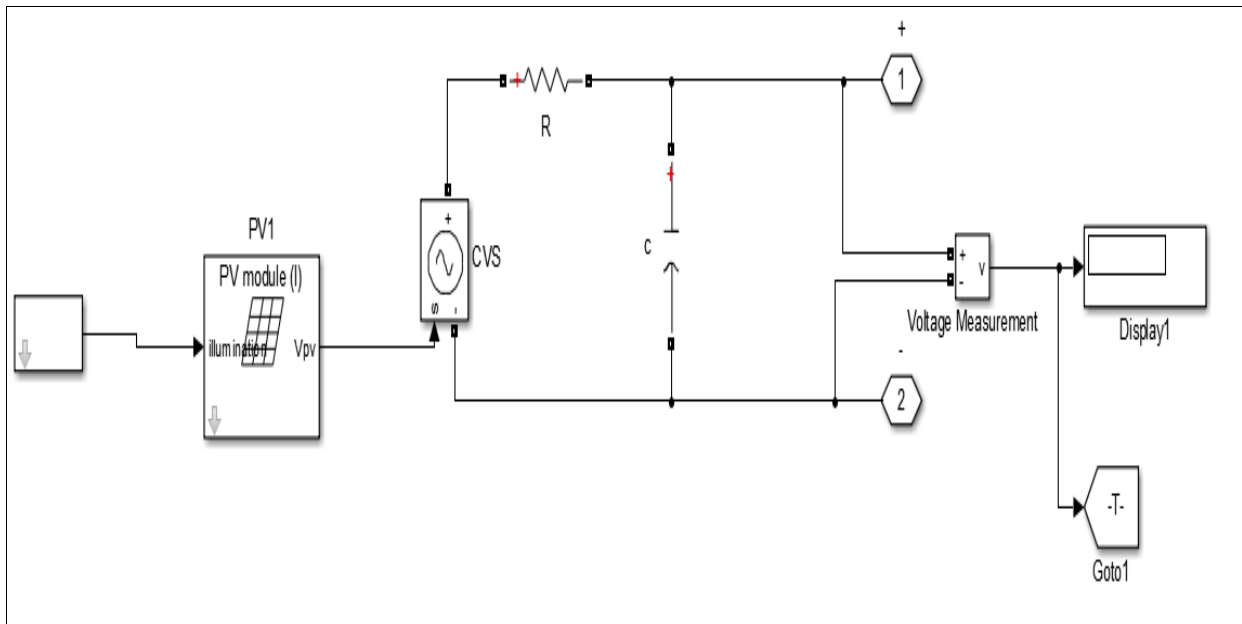 +
1
+
R
PV1
PV module (I)
illumination
Vpv
+
CVS
s
-
+
c
+
-
v
Voltage Measurement
Display1
-
2
-T-
Goto1